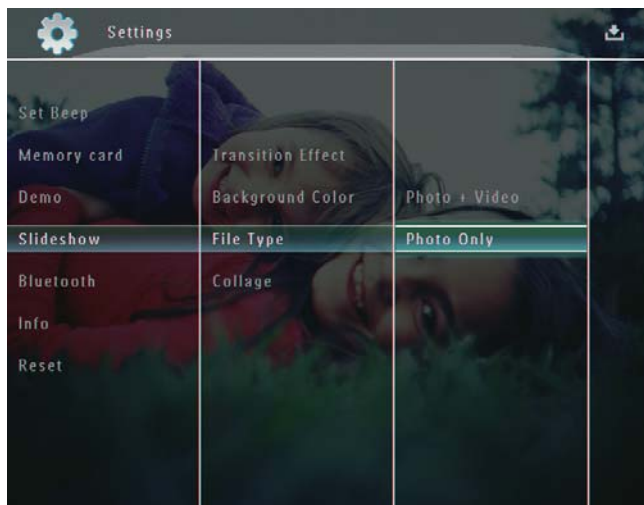 Settings
Set Beep
Memory card
Demo
Slideshow
Bluetooth
Info
Reset
Transition Effect
Background Color
File Type
Collage
Photo + Video
Photo Only